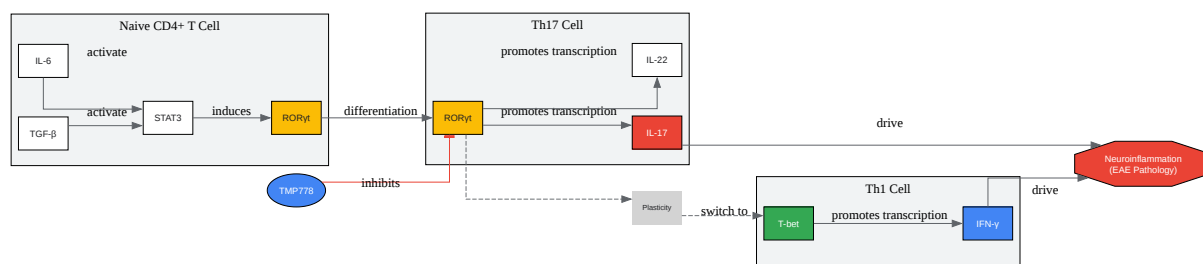 Naive CD4+ T Cell
IL-6
activate
TGF-β
activate
STAT3
induces
RORγt
differentiation
TMP778
inhibits
Th17 Cell
RORγt
promotes transcription
IL-22
promotes transcription
IL-17
drive
Neuroinflammation
(EAE Pathology)
Plasticity
switch to
Th1 Cell
T-bet
promotes transcription
IFN-γ
drive